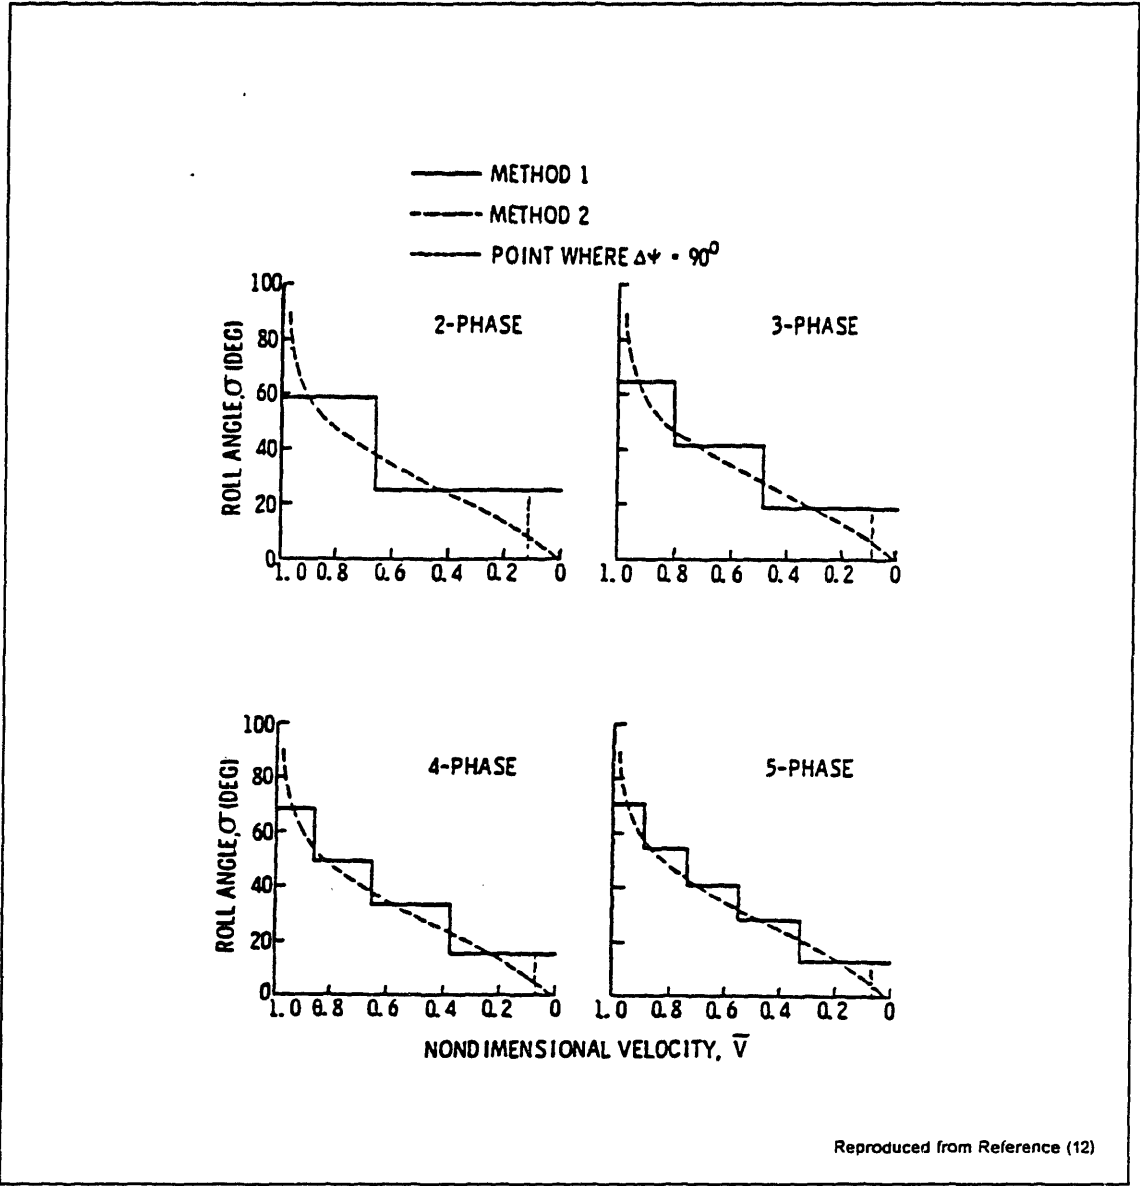 METHOD 1
METHOD 2
POINT WHERE Δψ = 90⁰
2-PHASE
ROLL ANGLE, σ (DEG)
100
80
60
40
20
0
1.0 0.8 0.6 0.4 0.2 0
3-PHASE
1.0 0.8 0.6 0.4 0.2 0
4-PHASE
ROLL ANGLE, σ (DEG)
100
80
60
40
20
0
1.0 0.8 0.6 0.4 0.2 0
5-PHASE
1.0 0.8 0.6 0.4 0.2 0
NONDIMENSIONAL VELOCITY, V̅
Reproduced from Reference (12)